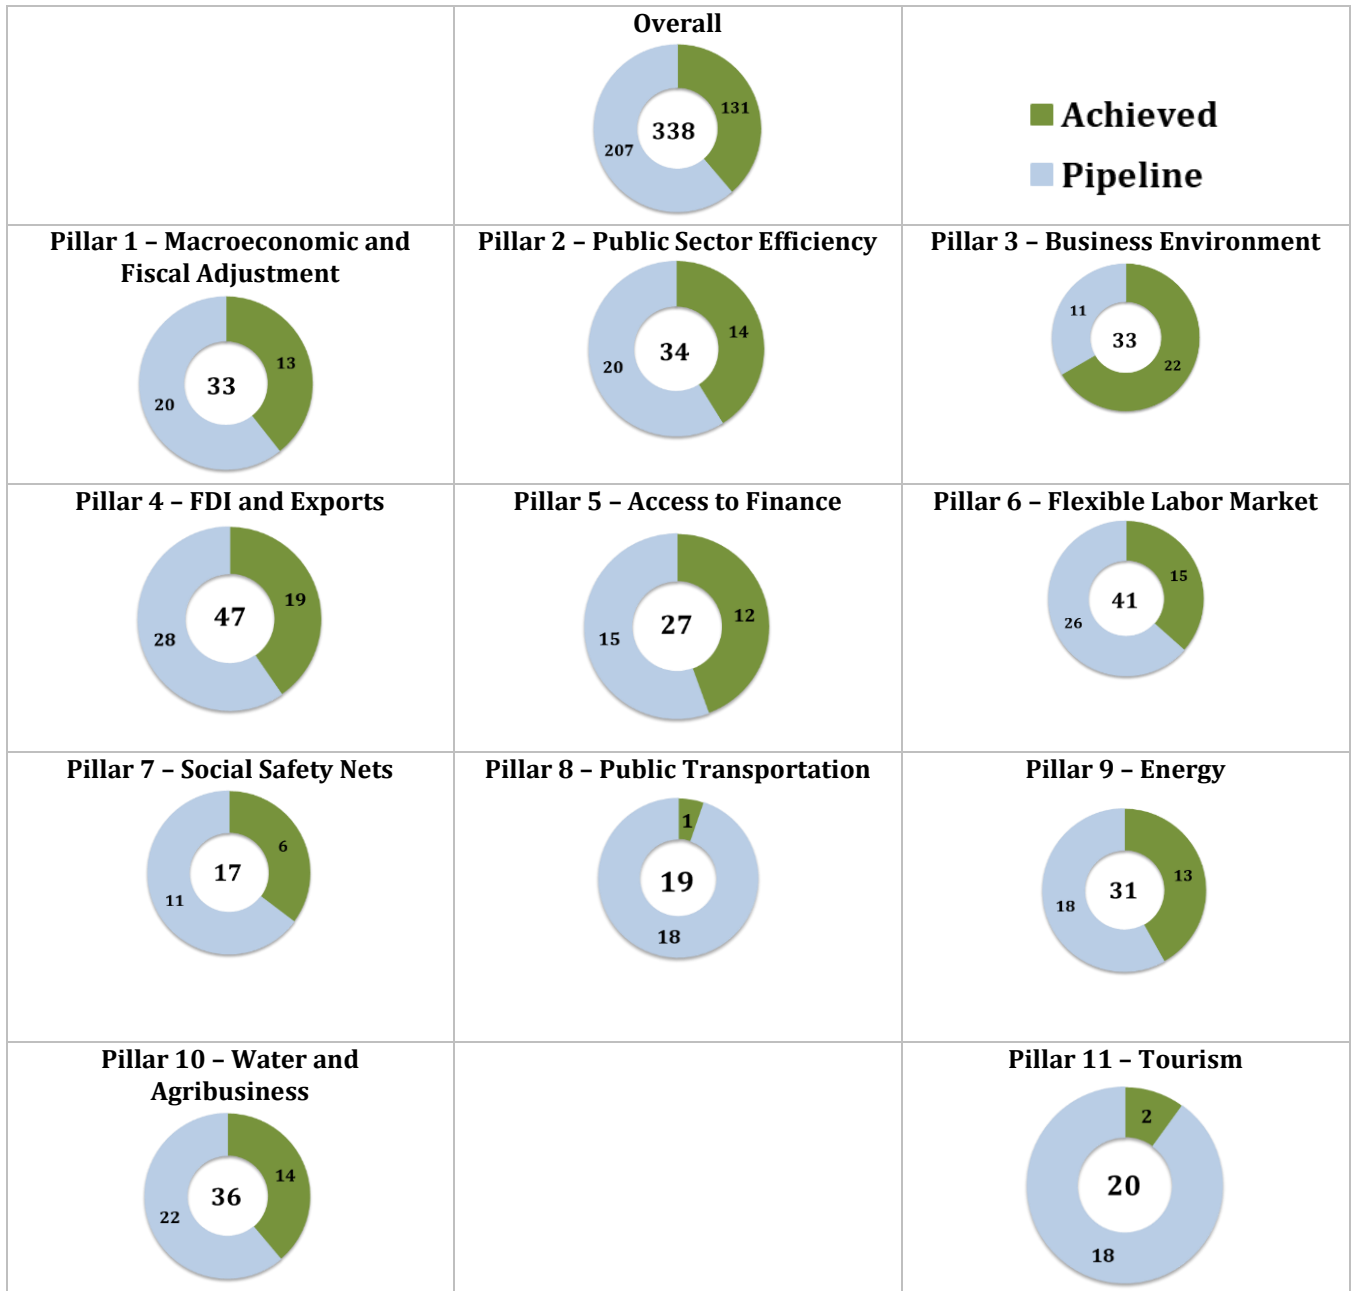 Overall
131
338
207
Achieved
Pipeline
Pillar 1 – Macroeconomic and
Fiscal Adjustment
13
33
20
Pillar 2 – Public Sector Efficiency
14
34
20
Pillar 3 – Business Environment
11
33
22
Pillar 4 – FDI and Exports
19
47
28
Pillar 5 – Access to Finance
12
27
15
Pillar 6 – Flexible Labor Market
15
41
26
Pillar 7 – Social Safety Nets
6
17
11
Pillar 8 – Public Transportation
1
19
18
Pillar 9 – Energy
13
31
18
Pillar 10 – Water and
Agribusiness
14
36
22
Pillar 11 – Tourism
2
20
18